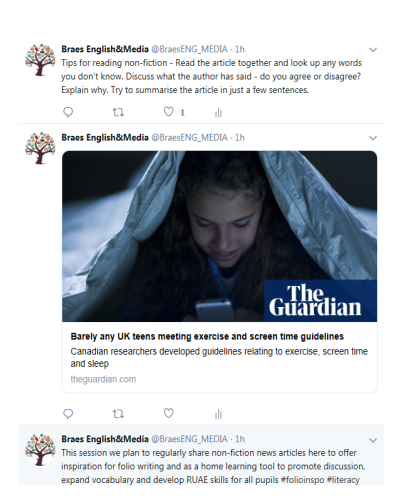 Braes English&Media @BraesENG_MEDIA · 1h
Tips for reading non-fiction - Read the article together and look up any words
you don't know. Discuss what the author has said - do you agree or disagree?
Explain why. Try to summarise the article in just a few sentences.
1
Braes English&Media @BraesENG_MEDIA · 1h
The
Guardian
Barely any UK teens meeting exercise and screen time guidelines
Canadian researchers developed guidelines relating to exercise, screen time
and sleep
theguardian.com
Braes English&Media @BraesENG_MEDIA · 1h
This session we plan to regularly share non-fiction news articles here to offer
inspiration for folio writing and as a home learning tool to promote discussion,
expand vocabulary and develop RUAE skills for all pupils #folioinspo #literacy